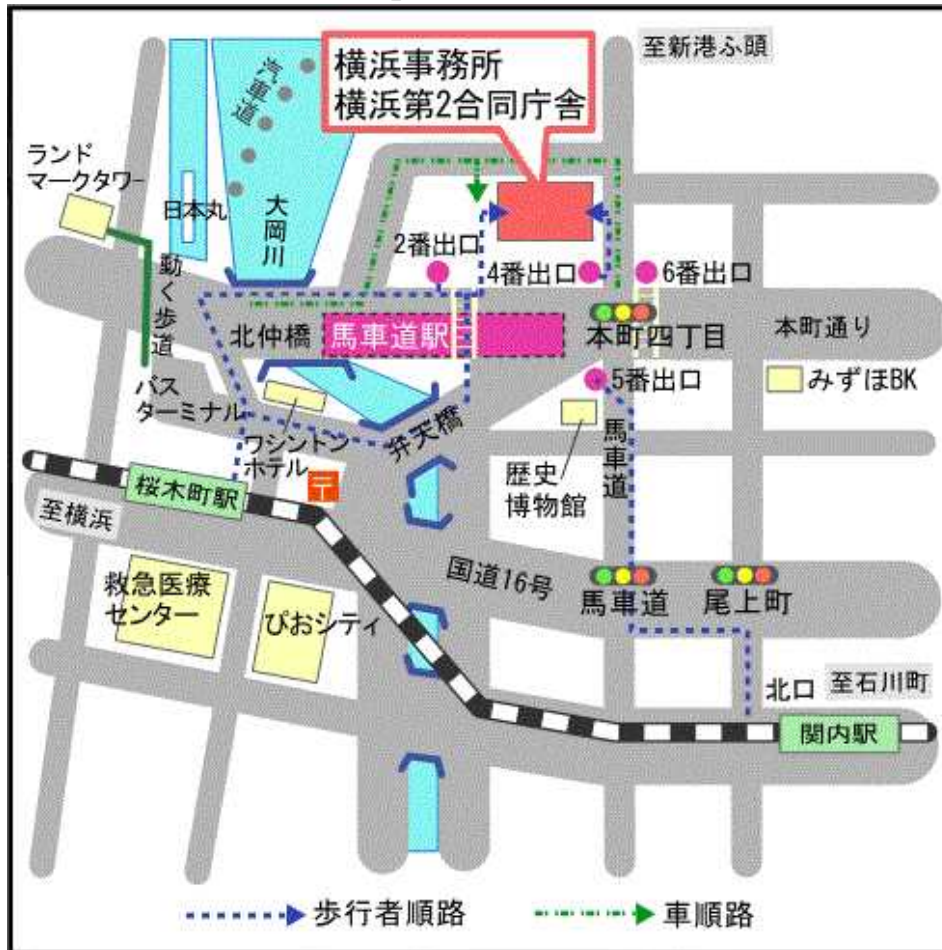 横浜事務所
横浜第2合同庁舎
至新港ふ頭
汽車道
ランド
マークタワー
日本丸
大岡川
2番出口
4番出口
6番出口
動く歩道
北仲橋
馬車道駅
本町四丁目
本町通り
バス
ターミナル
5番出口
みずほBK
ワシントン
ホテル
弁天橋
歴史
博物館
馬車道
〒
桜木町駅
至横浜
国道16号
馬車道
尾上町
救急医療
センター
ぴおシティ
北口
至石川町
関内駅
歩行者順路
車順路